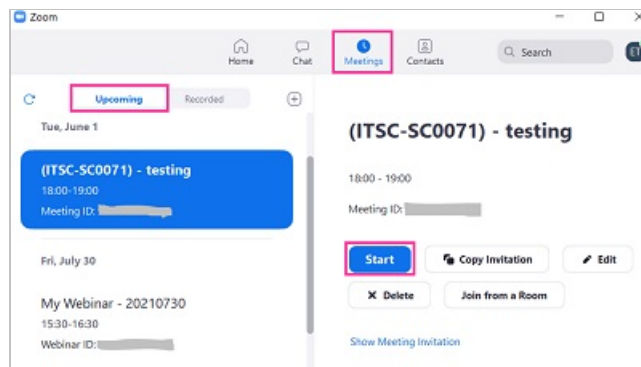 Zoom
Home Chat Meetings Contacts Search ET
Upcoming Recorded
Tue, June 1
(ITSC-SC0071) - testing
18:00-19:00
Meeting ID:
Fri, July 30
My Webinar - 20210730
15:30-16:30
Webinar ID:
(ITSC-SC0071) - testing
18:00 - 19:00
Meeting ID:
Start Copy Invitation Edit
Delete Join from a Room
Show Meeting Invitation